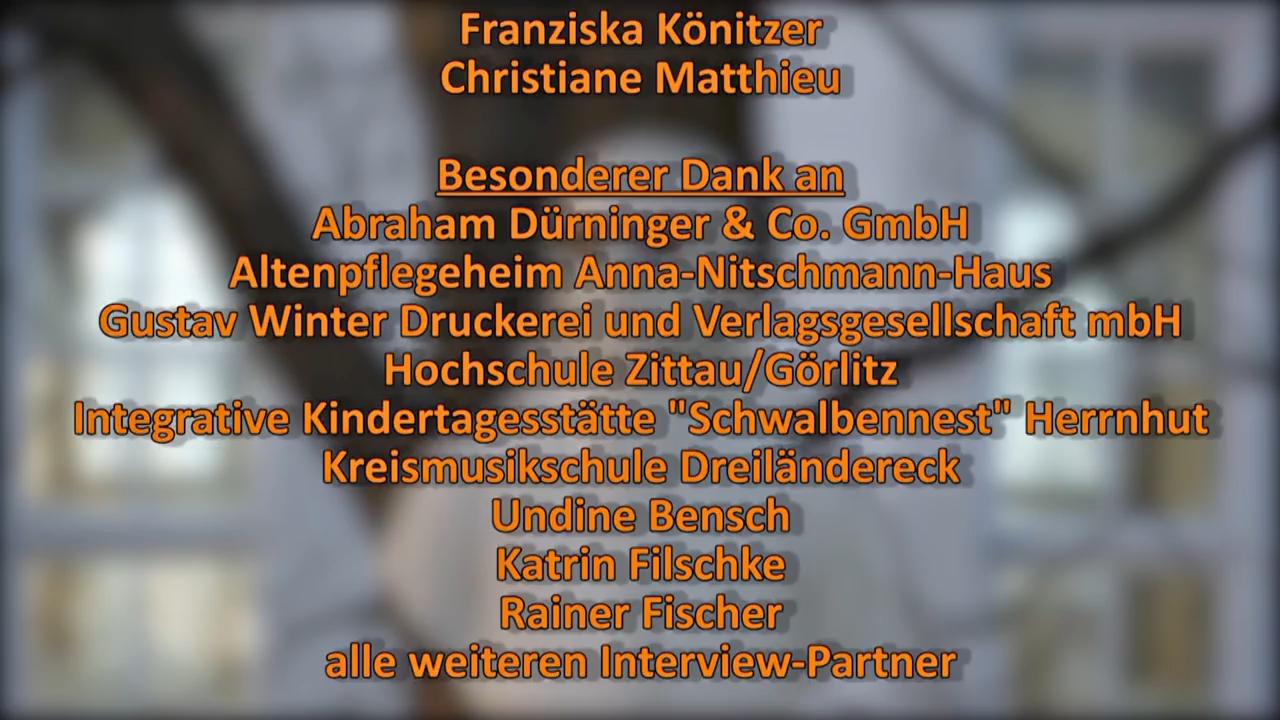 Franziska Könitzer
Christiane Matthieu
Besonderer Dank an
Abraham Dürninger & Co. GmbH
Altenpflegeheim Anna-Nitschmann-Haus
Gustav Winter Druckerei und Verlagsgesellschaft mbH
Hochschule Zittau/Görlitz
Integrative Kindertagesstätte "Schwalbennest" Herrnhut
Kreismusikschule Dreiländereck
Undine Bensch
Katrin Filschke
Rainer Fischer
alle weiteren Interview-Partner